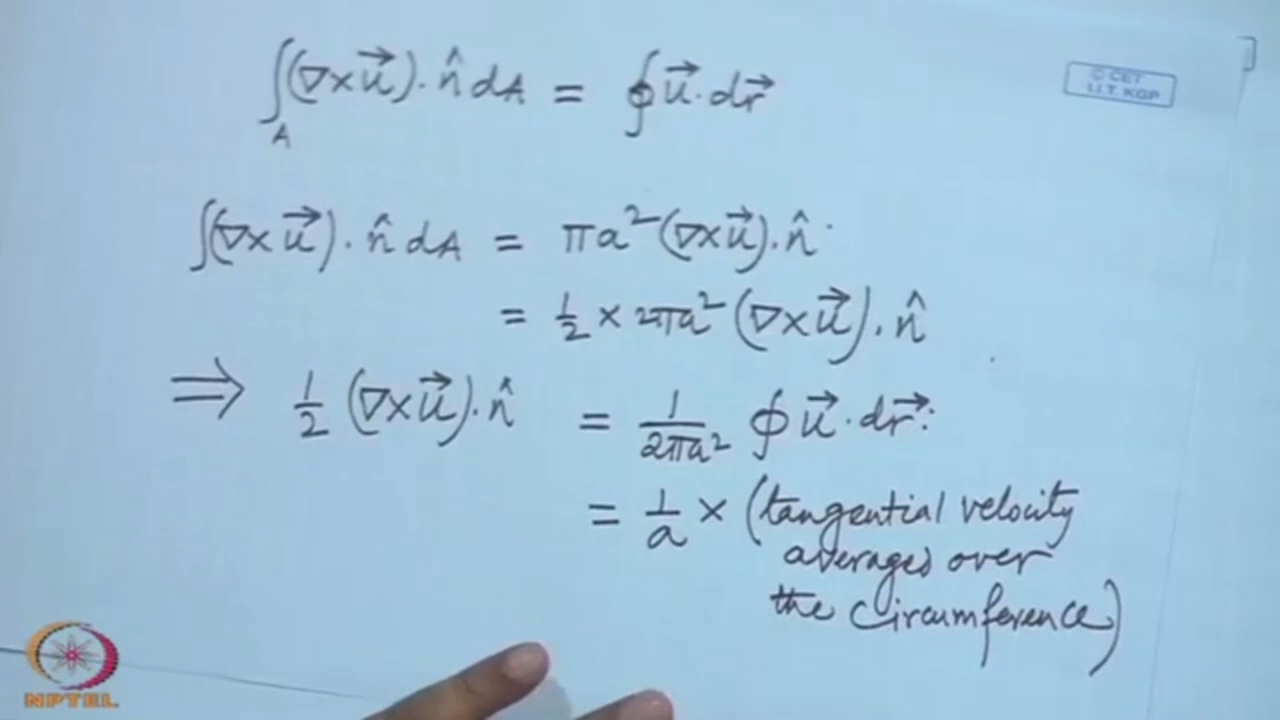 ∫_A (∇×u⃗)·n̂ dA = ∮u⃗·dr⃗
© CET
I.I.T. KGP
∫(∇×u⃗)·n̂ dA = πa²(∇×u⃗)·n̂·
= 1/2 × 2πa² (∇×u⃗)·n̂
⇒ 1/2 (∇×u⃗)·n̂ = 1/2πa² ∮u⃗·dr⃗:
= 1/a × (tangential velocity
averages over
the circumference)
NPTEL